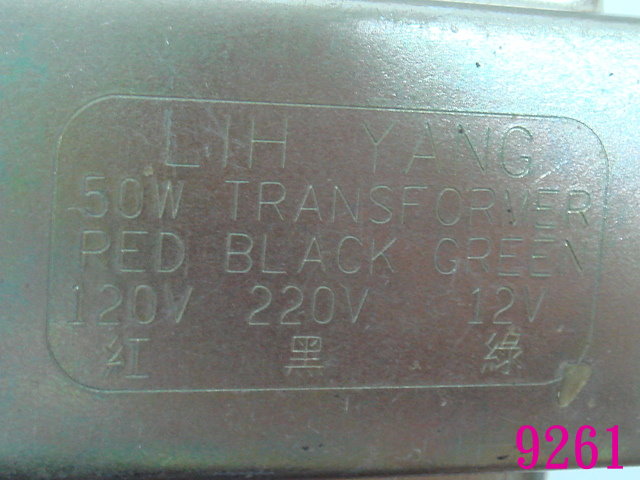 LIH YANG
50W TRANSFORMER
RED BLACK GREEN
120V 220V 12V
紅 黑 綠
9261